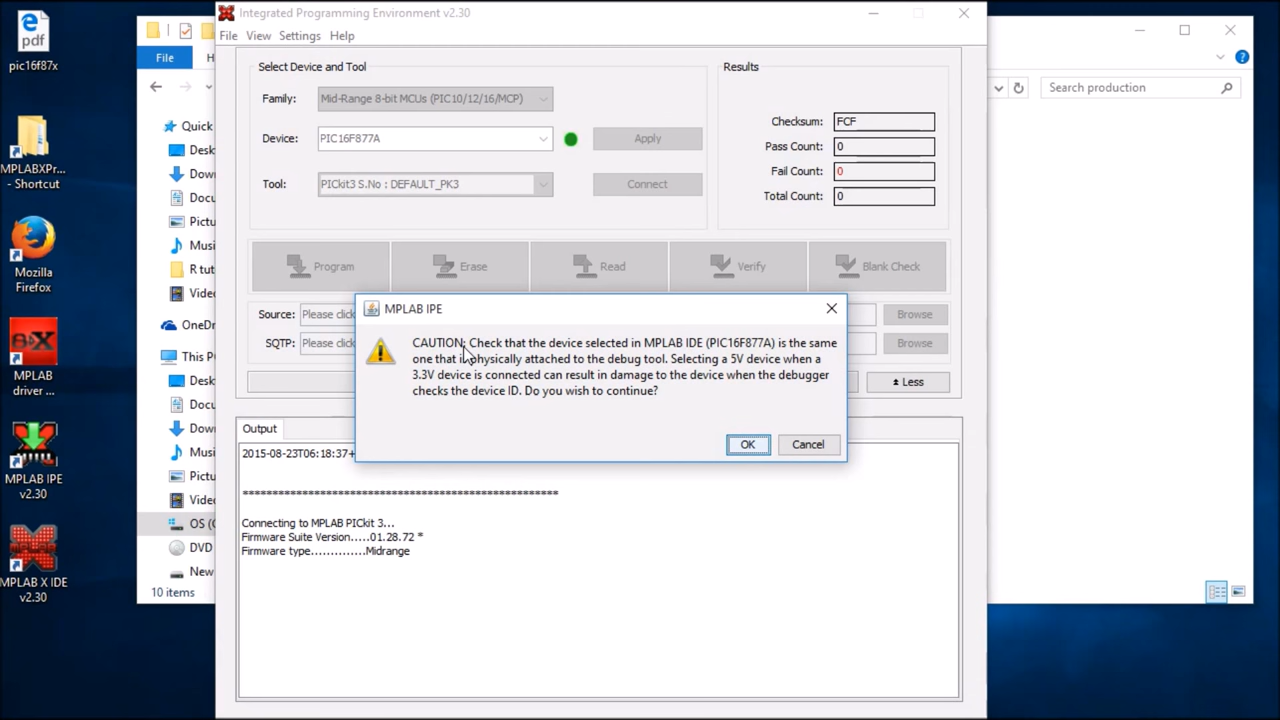 pdf
pic16f87x
MPLABXPr...
- Shortcut
Mozilla
Firefox
MPLAB
driver ...
MPLAB IPE
v2.30
MPLAB X IDE
v2.30
File
H
Search production
Quick
Deskt
Down
Docu
Pictu
Musi
R tut
Video
OneDr
This P
Deskt
Docu
Down
Musi
Pictu
Video
OS (C
DVD
New
10 items
Integrated Programming Environment v2.30
File View Settings Help
Select Device and Tool
Family: Mid-Range 8-bit MCUs (PIC10/12/16/MCP)
Device: PIC16F877A Apply
Tool: PICkit3 S.No : DEFAULT_PK3 Connect
Results
Checksum: FCF
Pass Count: 0
Fail Count: 0
Total Count: 0
Program Erase Read Verify Blank Check
Source: Please click Browse
SQTP: Please click Browse
Less
MPLAB IPE
CAUTION: Check that the device selected in MPLAB IDE (PIC16F877A) is the same
one that is physically attached to the debug tool. Selecting a 5V device when a
3.3V device is connected can result in damage to the device when the debugger
checks the device ID. Do you wish to continue?
OK Cancel
Output
2015-08-23T06:18:37+
*****************************************************
Connecting to MPLAB PICkit 3...
Firmware Suite Version.....01.28.72 *
Firmware type..............Midrange